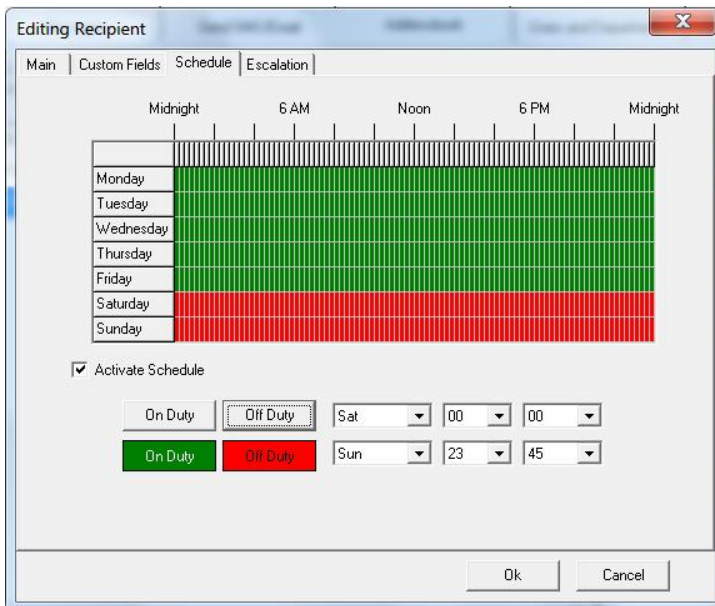 Editing Recipient
Main Custom Fields Schedule Escalation
Midnight 6 AM Noon 6 PM Midnight
Monday
Tuesday
Wednesday
Thursday
Friday
Saturday
Sunday
Activate Schedule
On Duty Off Duty Sat 00 00
On Duty Off Duty Sun 23 45
Ok Cancel